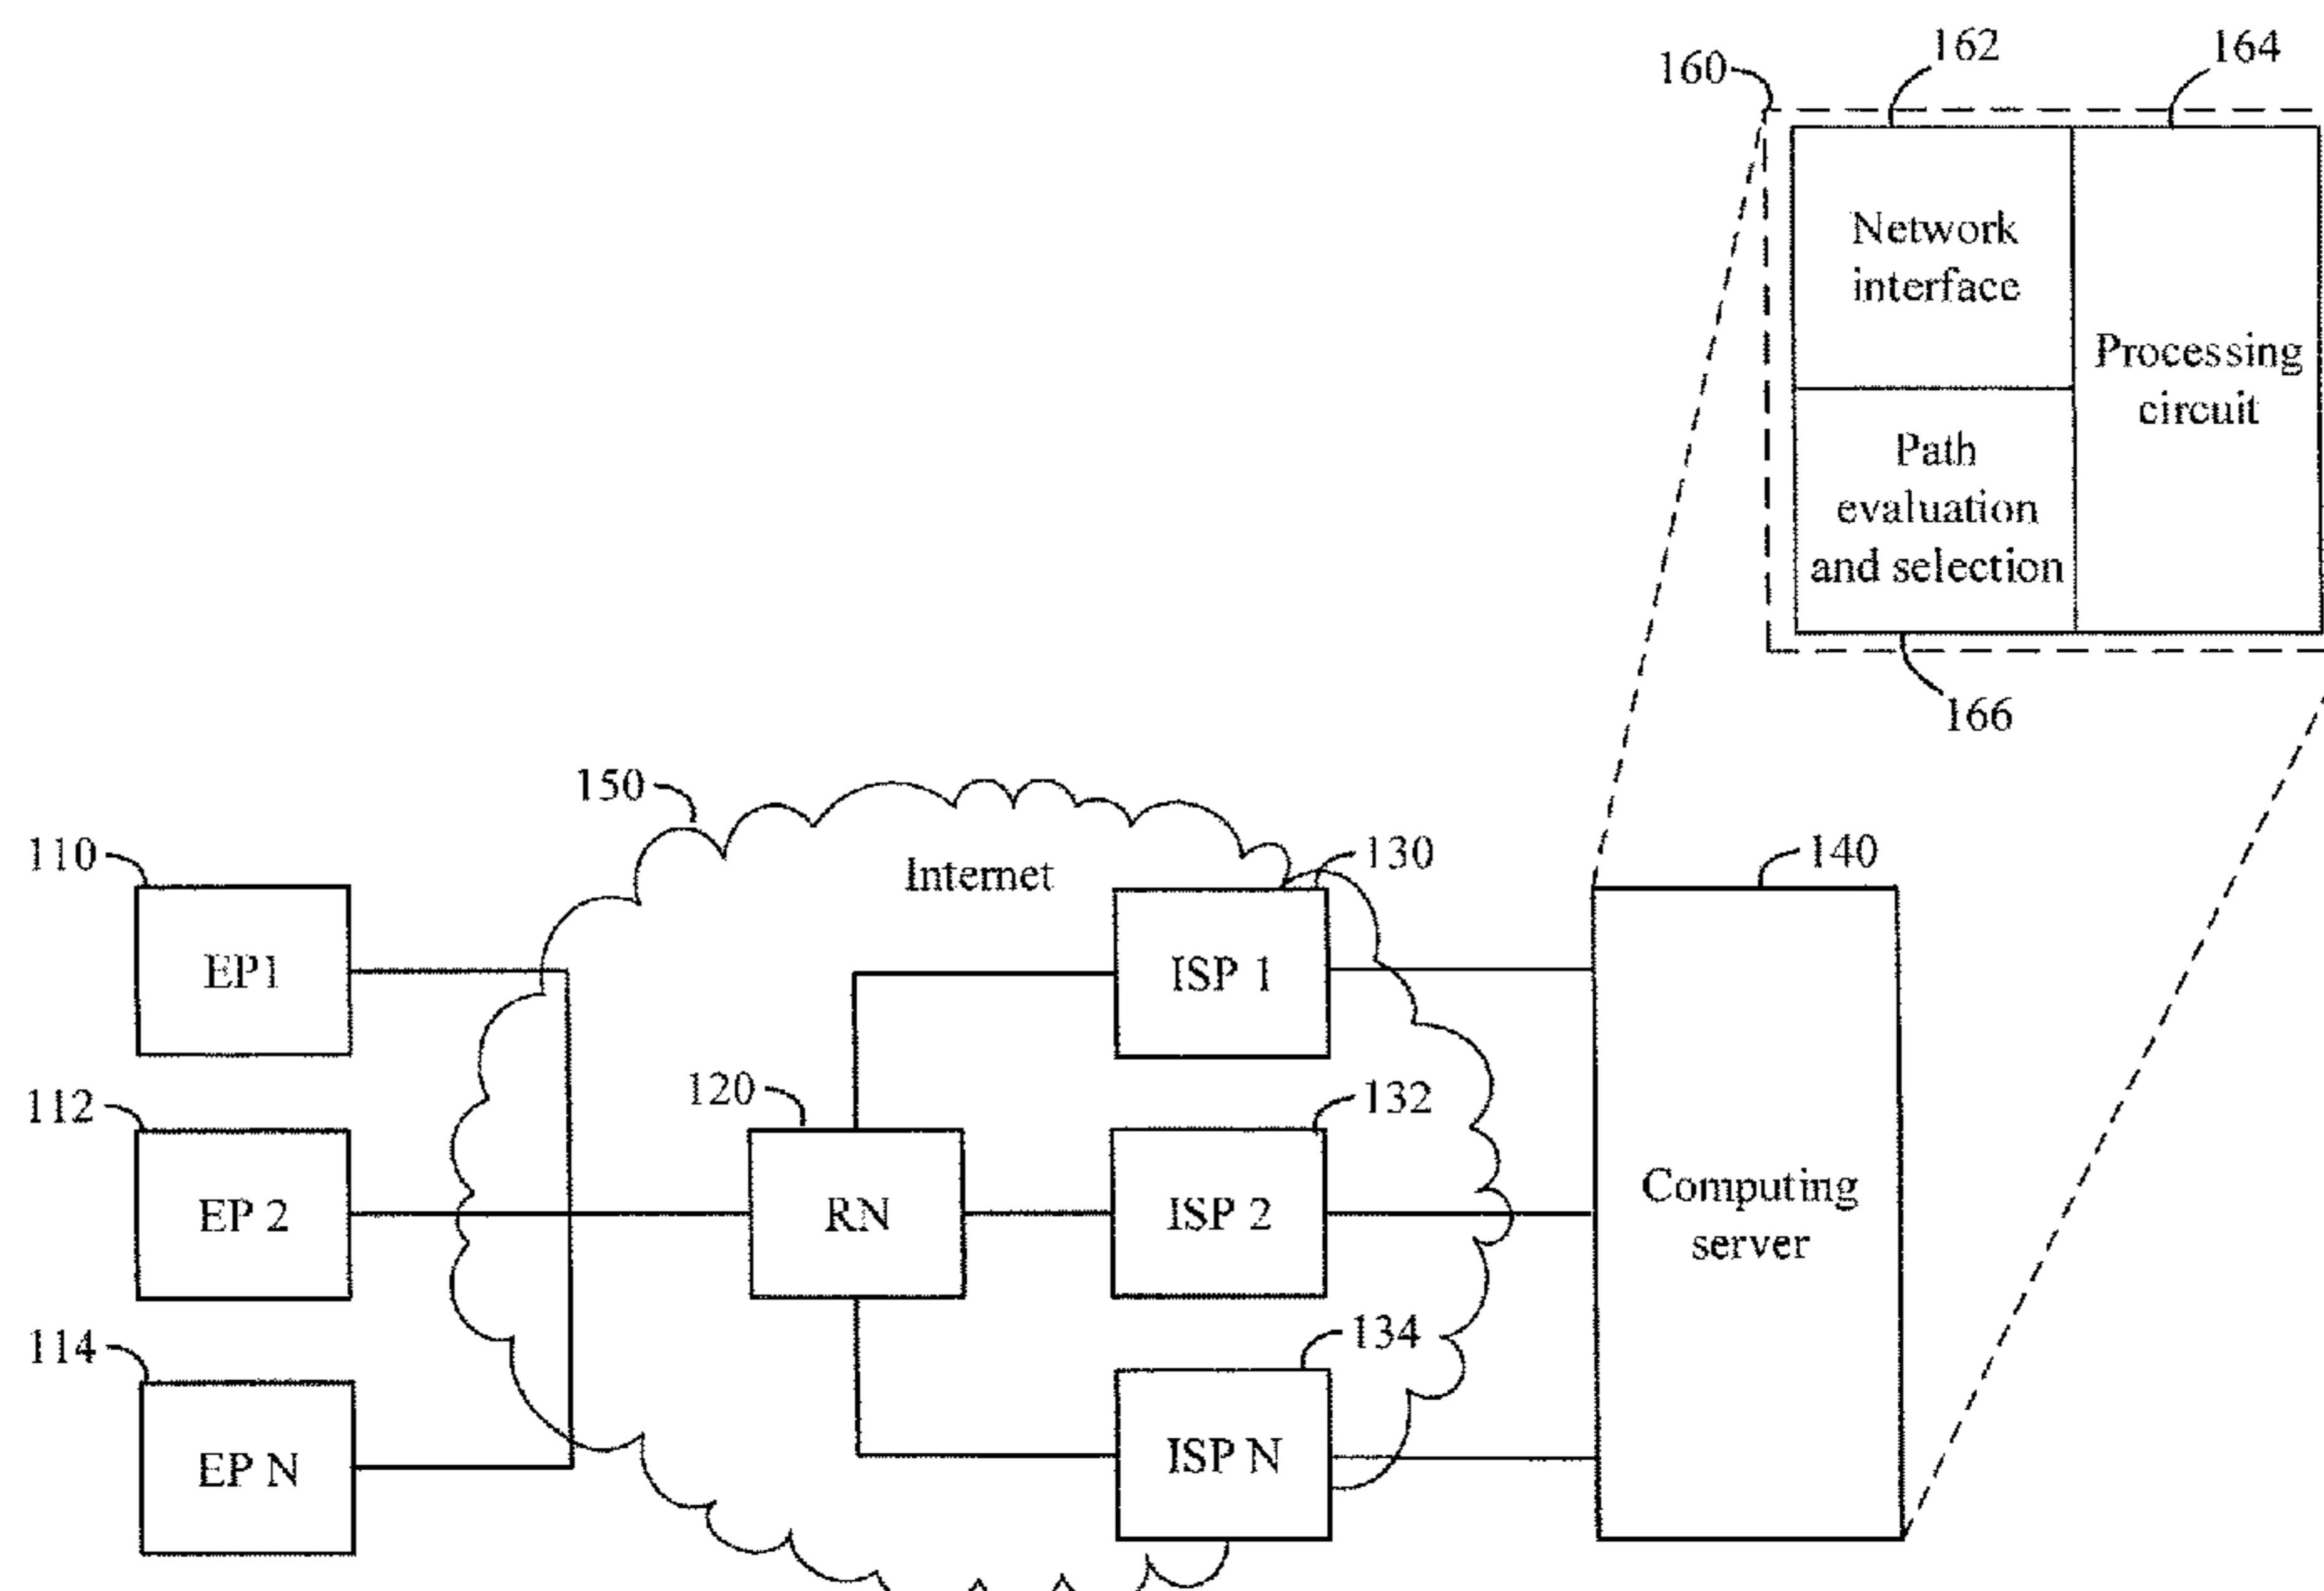 162
164
160
Network
interface
Processing
circuit
Path
evaluation
and selection
166
150
110
Internet
130
140
EP1
ISP 1
112
120
132
EP 2
RN
ISP 2
Computing
server
114
134
EP N
ISP N